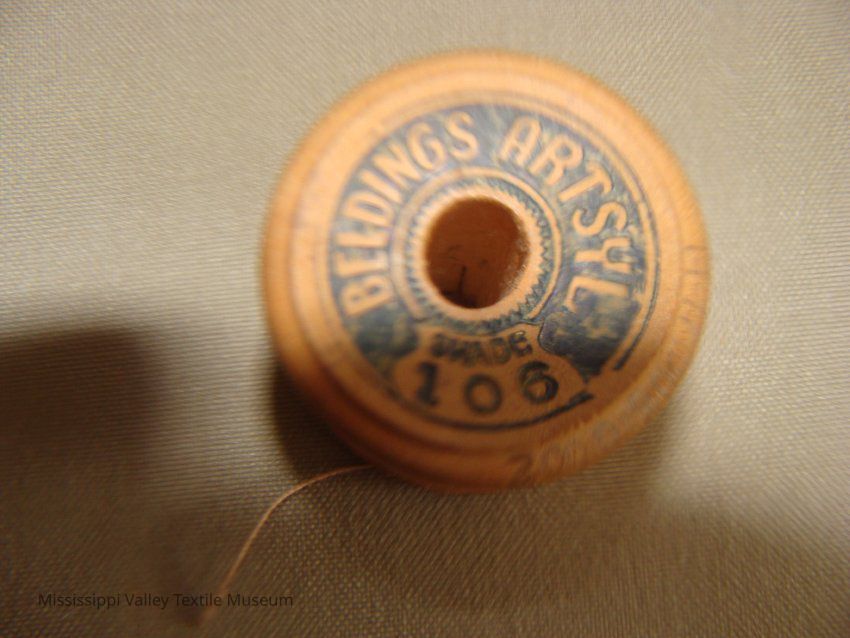 BELDINGS ARTSYL
SHADE
106
Mississippi Valley Textile Museum